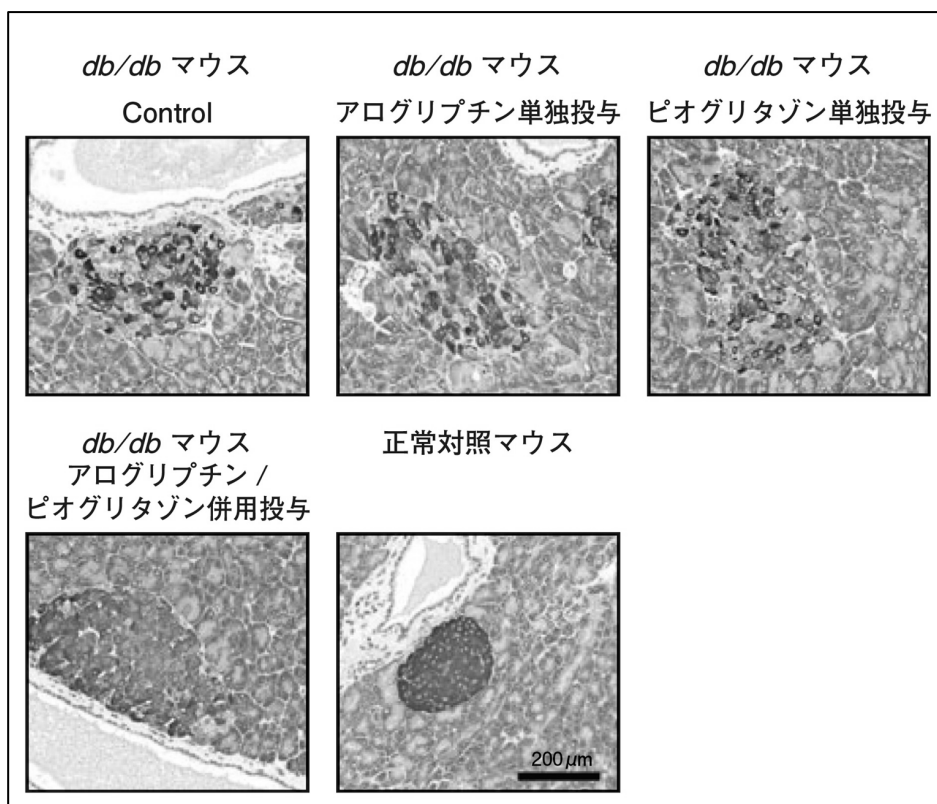 db/db マウス
Control
db/db マウス
アログリプチン単独投与
db/db マウス
ピオグリタゾン単独投与
db/db マウス
アログリプチン /
ピオグリタゾン併用投与
正常対照マウス
200 μm